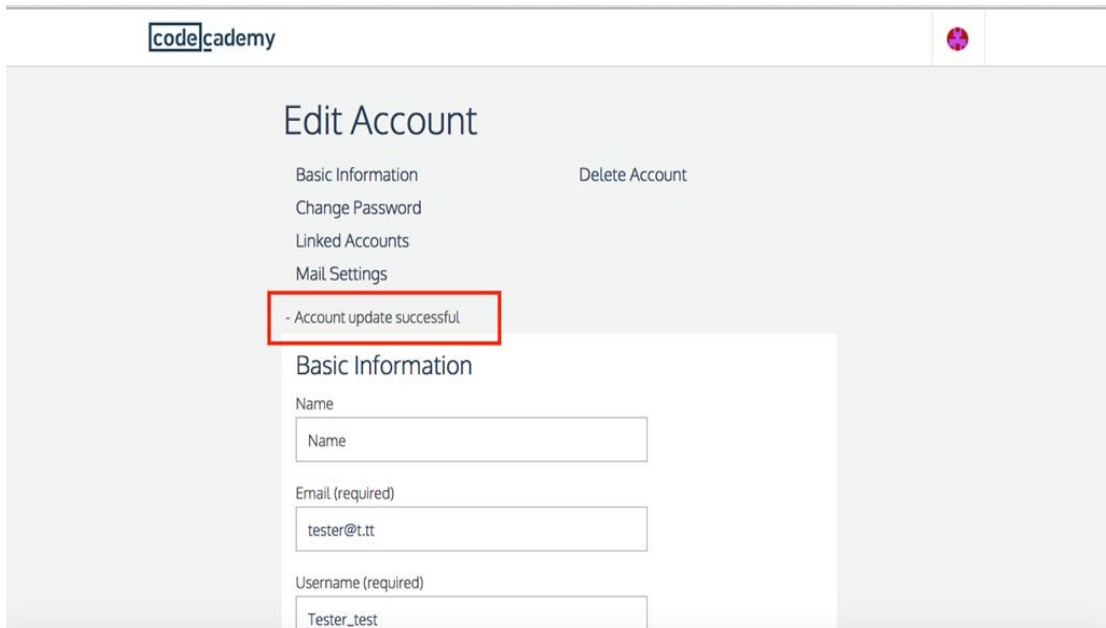 codecademy
Edit Account
Basic Information
Delete Account
Change Password
Linked Accounts
Mail Settings
- Account update successful
Basic Information
Name
Name
Email (required)
tester@t.tt
Username (required)
Tester_test